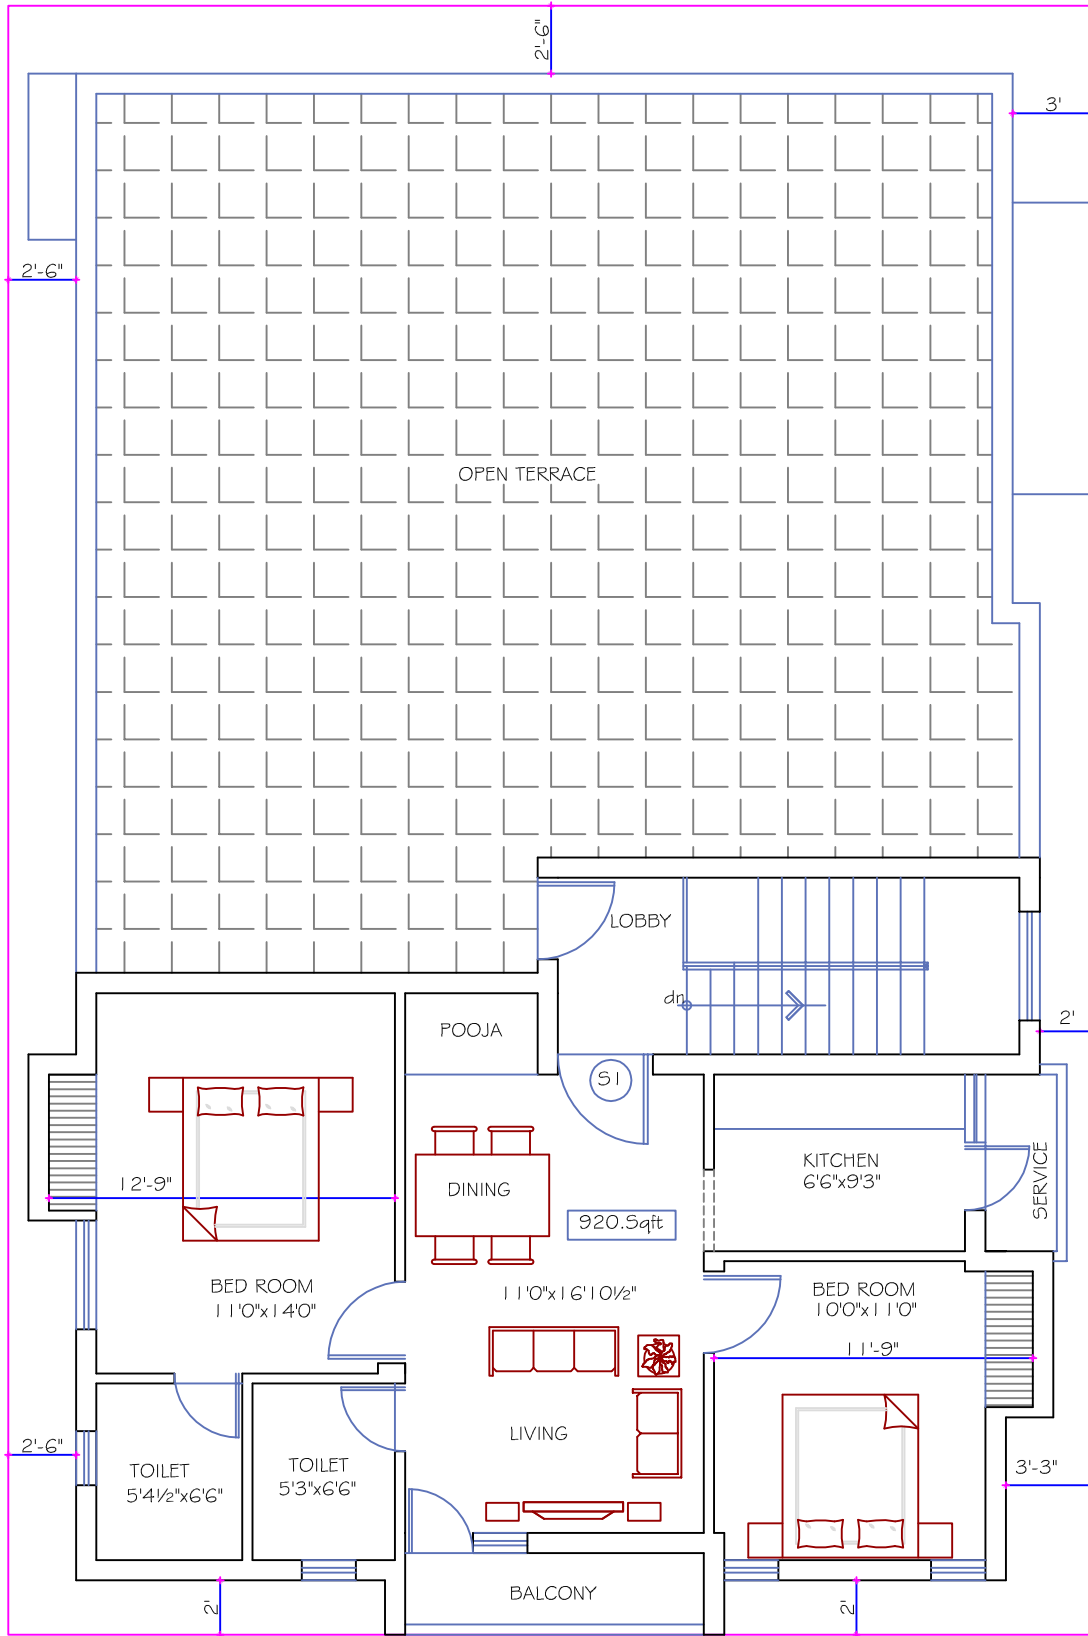 2'-6"
3'
2'-6"
OPEN TERRACE
LOBBY
dn
2'
POOJA
S1
12'-9"
DINING
KITCHEN
6'6"x9'3"
SERVICE
920.Sqft
BED ROOM
11'0"x14'0"
11'0"x16'10½"
BED ROOM
10'0"x11'0"
11'-9"
LIVING
2'-6"
TOILET
5'4½"x6'6"
TOILET
5'3"x6'6"
3'-3"
BALCONY
2'
2'